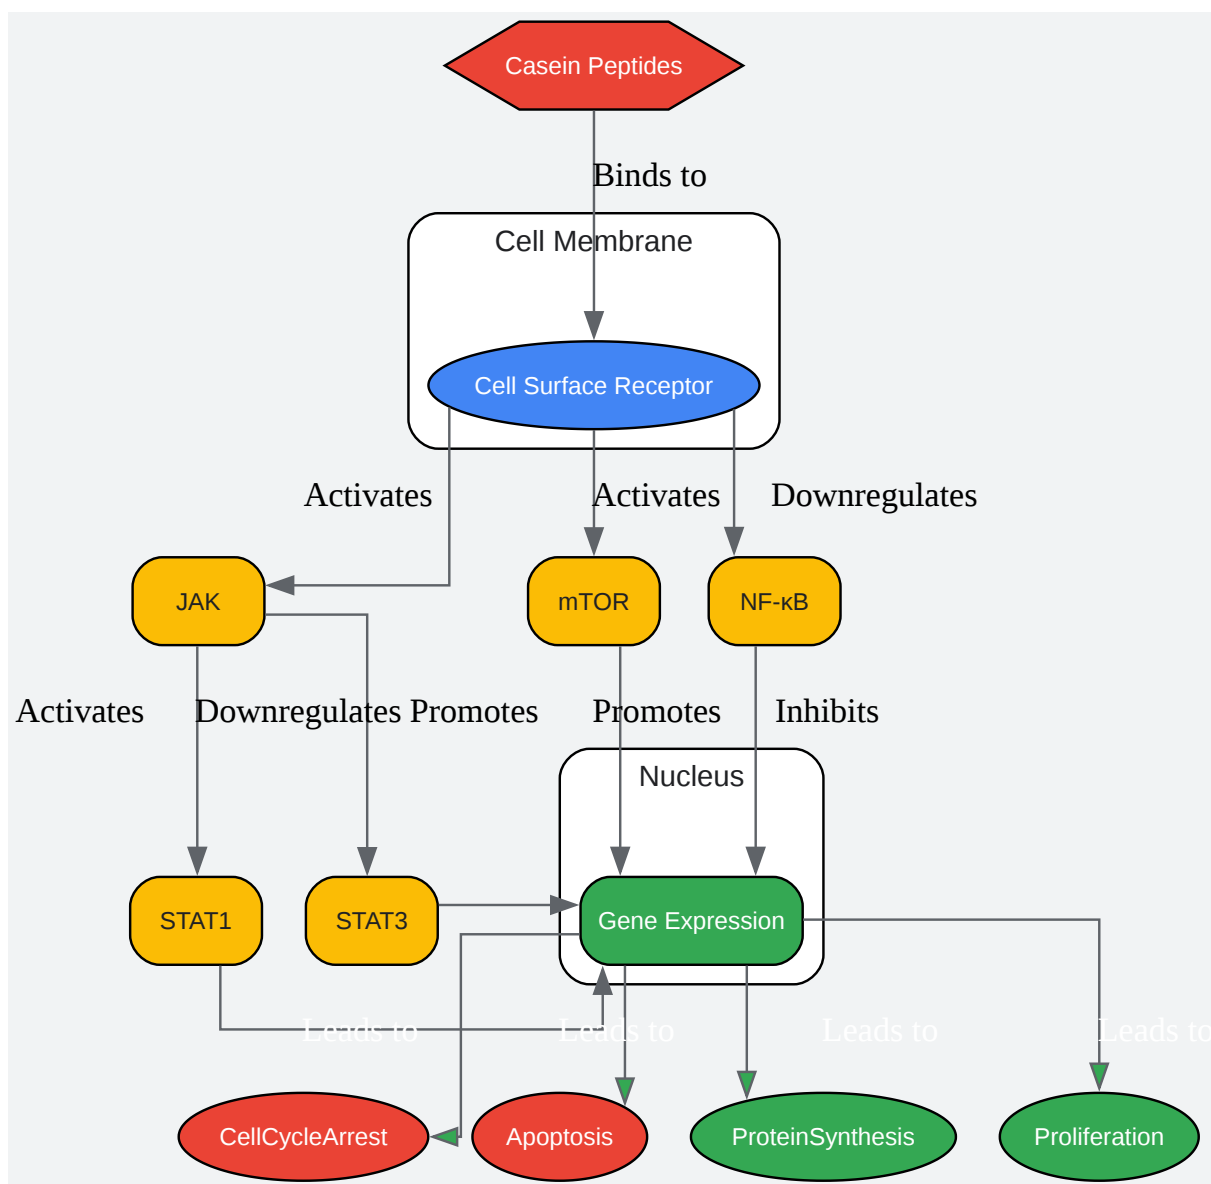 Casein Peptides
Binds to
Cell Membrane
Cell Surface Receptor
Activates
Activates
Downregulates
JAK
mTOR
NF-κB
Activates
Downregulates
Promotes
Promotes
Inhibits
Nucleus
STAT1
STAT3
Gene Expression
Leads to
Leads to
Leads to
Leads to
CellCycleArrest
Apoptosis
ProteinSynthesis
Proliferation